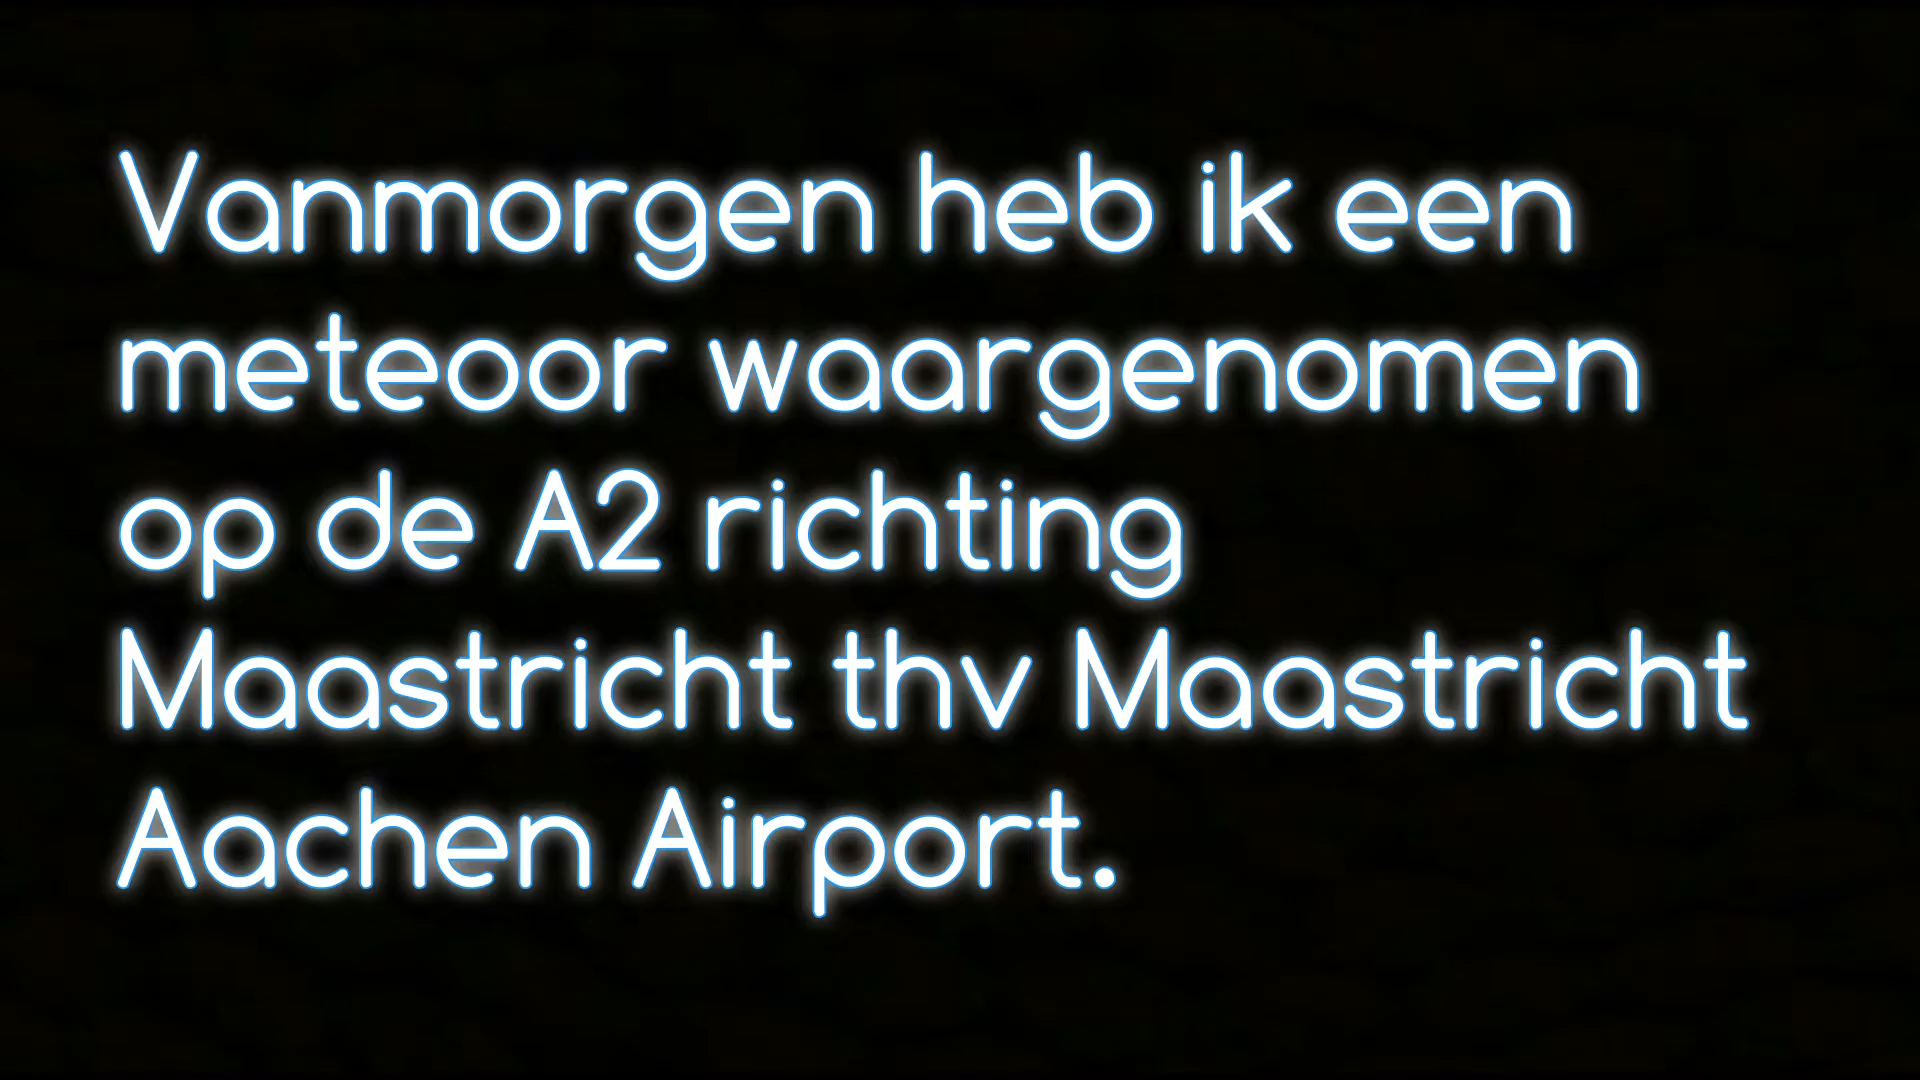 Vanmorgen heb ik een
meteoor waargenomen
op de A2 richting
Maastricht thv Maastricht
Aachen Airport.